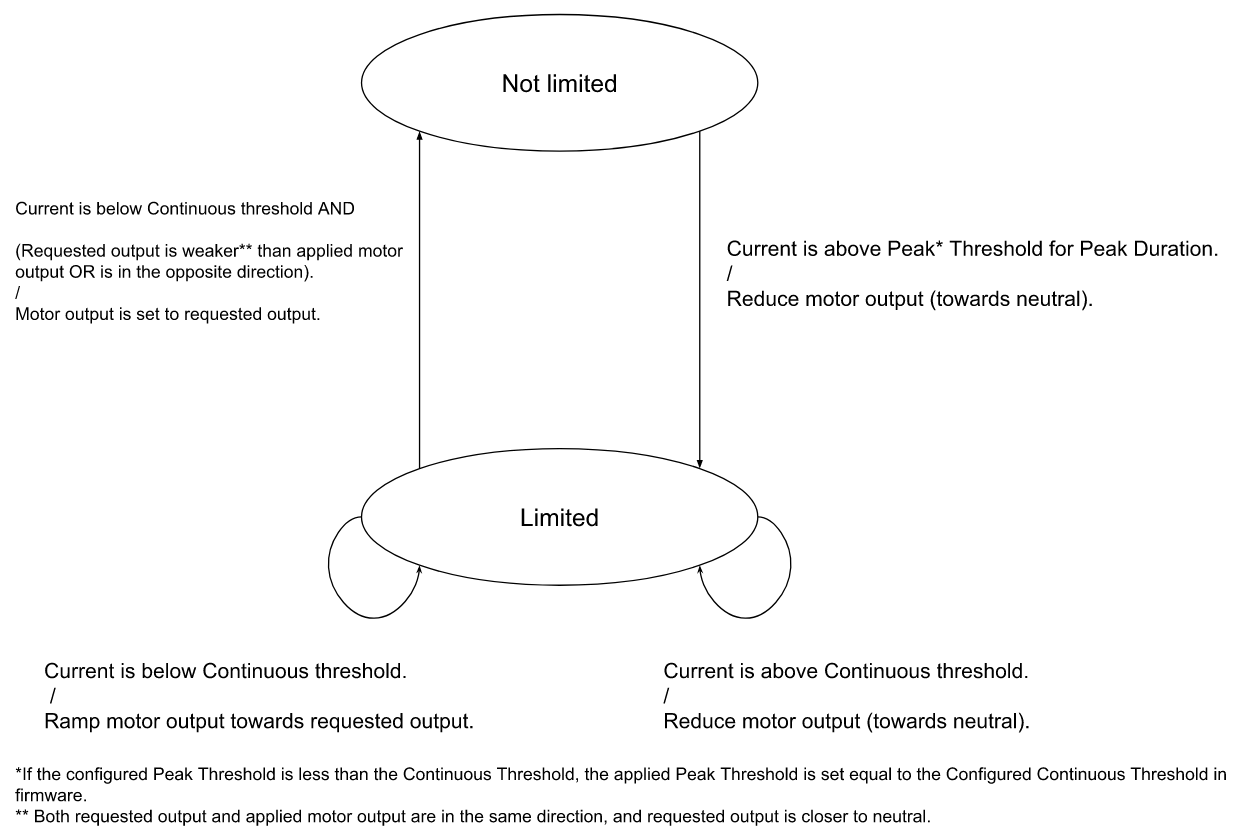 Not limited
Current is below Continuous threshold AND
(Requested output is weaker** than applied motor
output OR is in the opposite direction).
/
Motor output is set to requested output.
Current is above Peak* Threshold for Peak Duration.
/
Reduce motor output (towards neutral).
Limited
Current is below Continuous threshold.
/
Ramp motor output towards requested output.
Current is above Continuous threshold.
/
Reduce motor output (towards neutral).
*If the configured Peak Threshold is less than the Continuous Threshold, the applied Peak Threshold is set equal to the Configured Continuous Threshold in
firmware.
** Both requested output and applied motor output are in the same direction, and requested output is closer to neutral.